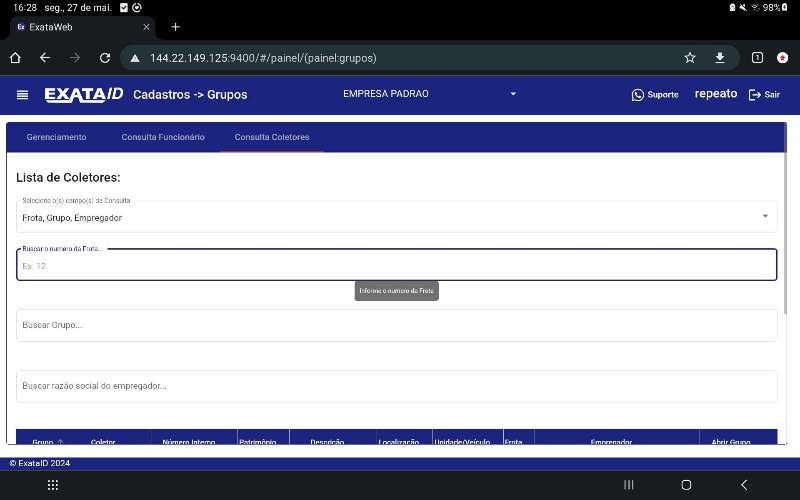 16:28 seg., 27 de mai.
98%
Ex ExataWeb
144.22.149.125:9400/#/painel/(painel:grupos)
1
EXATAID Cadastros -> Grupos EMPRESA PADRAO Suporte repeato Sair
Gerenciamento Consulta Funcionário Consulta Coletores
Lista de Coletores:
Selecione o(s) campo(s) da Consulta
Frota, Grupo, Empregador
Buscar o numero da Frota...
Ex. 12
Informe o numero da Frota
Buscar Grupo...
Buscar razão social do empregador...
Grupo Coletor Número Interno Patrimônio Descrição Localização Unidade/Veículo Frota Empregador Abrir Grupo
© ExataID 2024